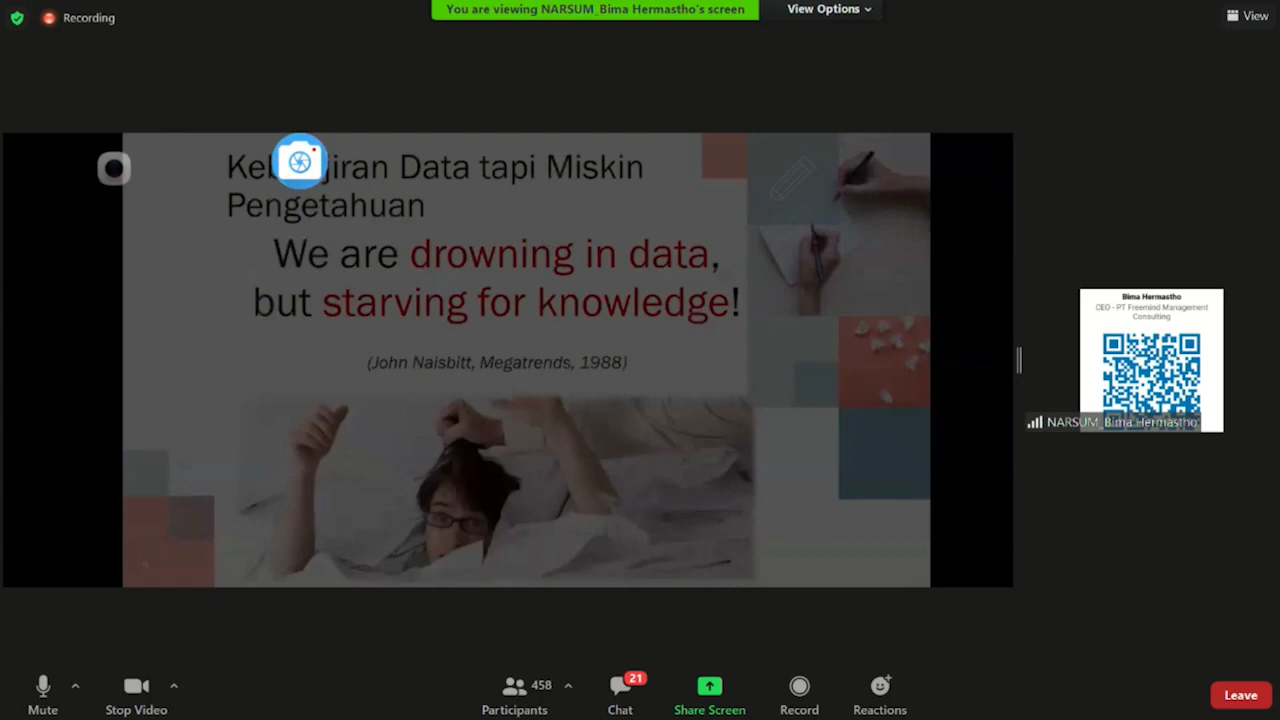 You are viewing NARSUM_Bima Hermastho's screen
View Options
Recording
View
Data tapi Miskin
Pengetahuan
We are drowning in data,
but starving for knowledge!
(John Naisbitt, Megatrends, 1988)
Bima Hermastho
CEO - PT Freemind Management
Consulting
NARSUM_Bima Hermastho
458
21
Mute
Stop Video
Participants
Chat
Share Screen
Record
Reactions
Leave